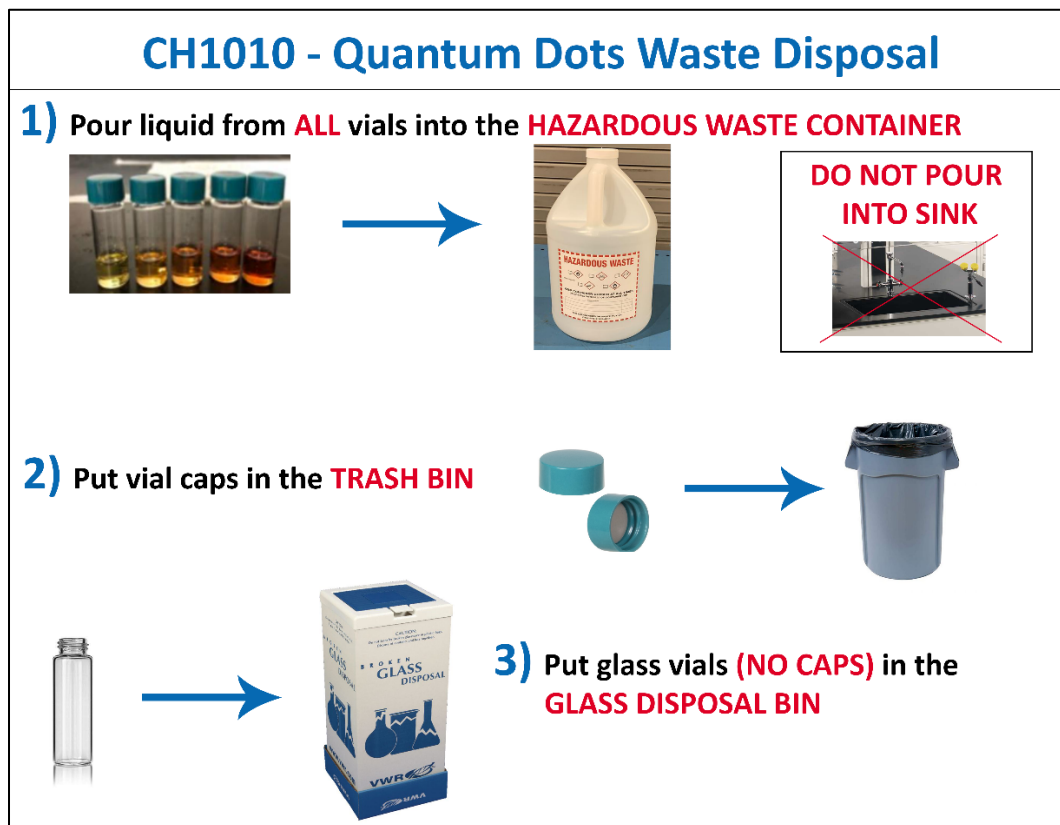 CH1010 - Quantum Dots Waste Disposal
1) Pour liquid from ALL vials into the HAZARDOUS WASTE CONTAINER
HAZARDOUS WASTE
DO NOT POUR
INTO SINK
2) Put vial caps in the TRASH BIN
CAUTION
BROKEN
GLASS
DISPOSAL
VWR
3) Put glass vials (NO CAPS) in the
GLASS DISPOSAL BIN